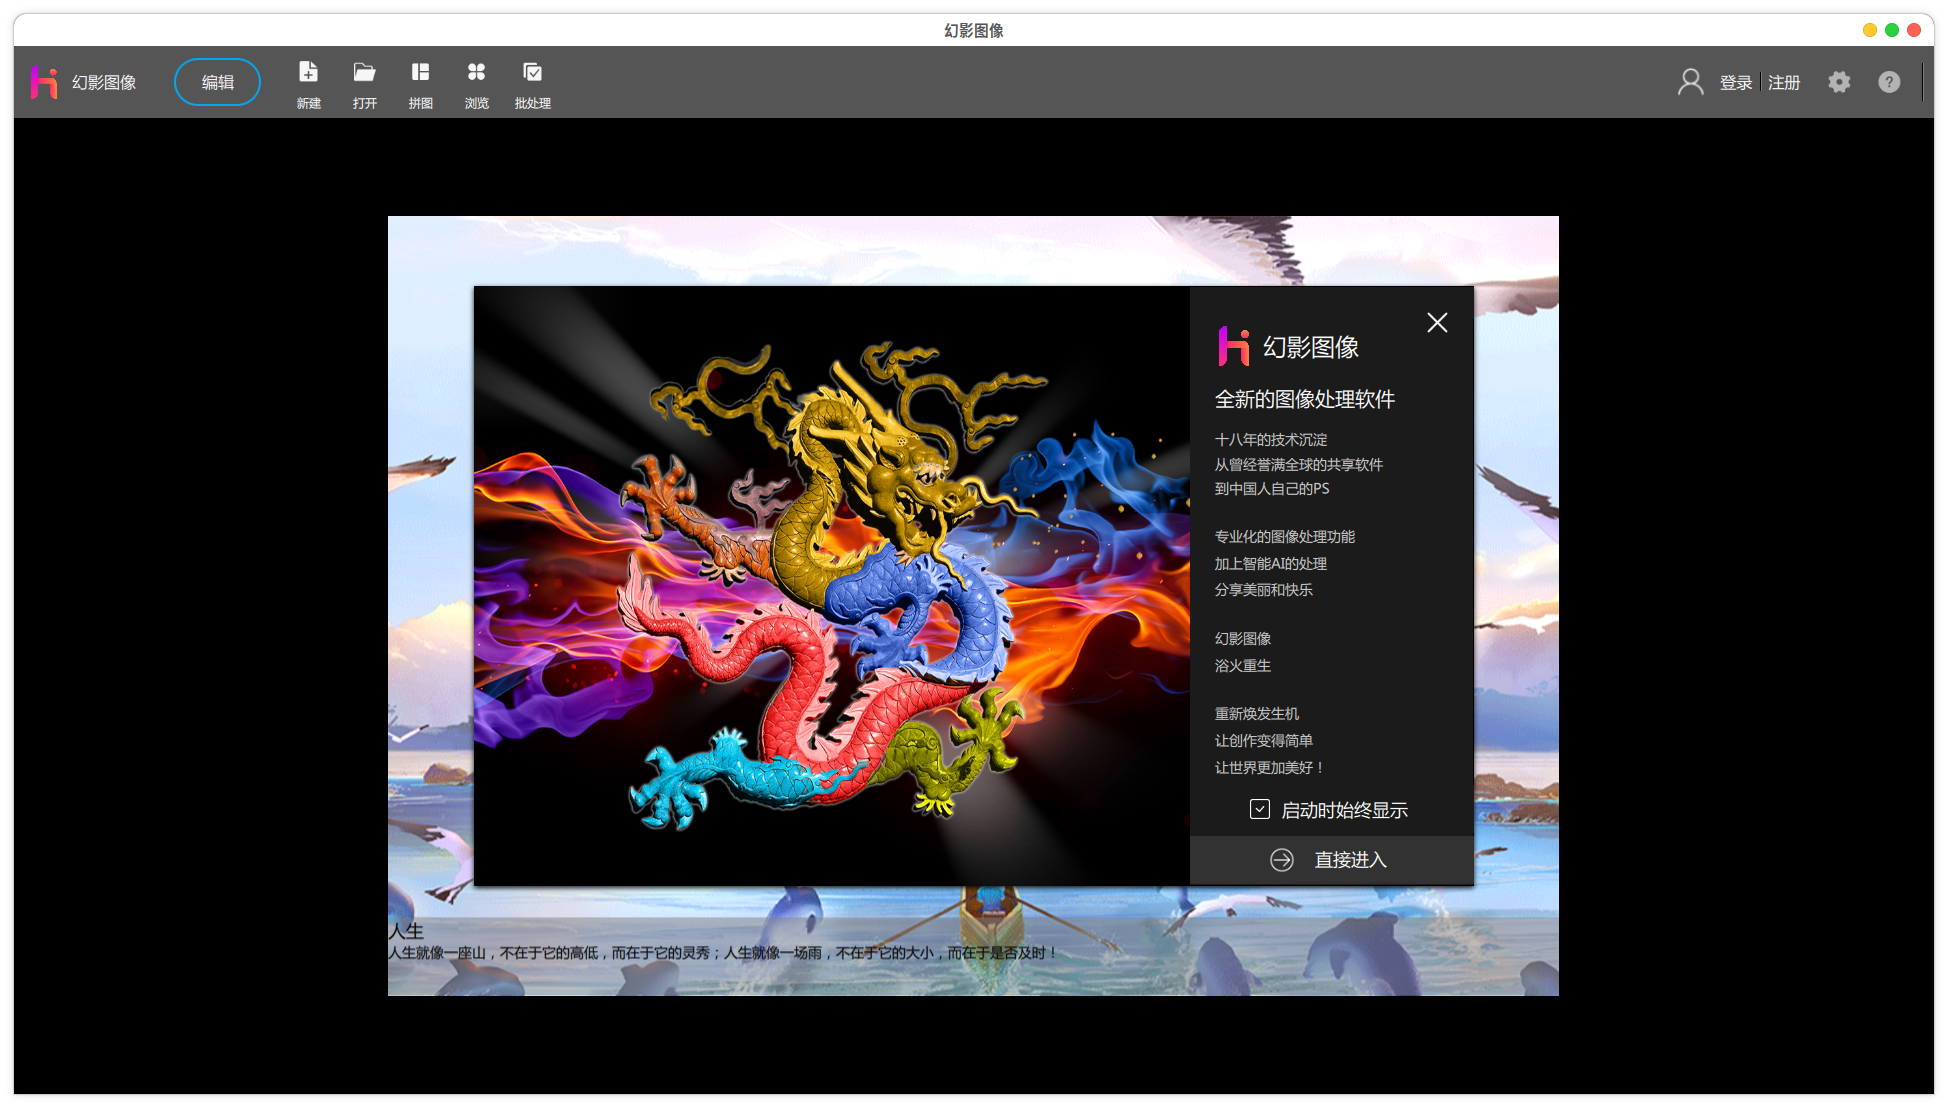 幻影图像
幻影图像
编辑
新建
打开
拼图
浏览
批处理
登录
注册
幻影图像
全新的图像处理软件
十八年的技术沉淀
从曾经誉满全球的共享软件
到中国人自己的PS
专业化的图像处理功能
加上智能AI的处理
分享美丽和快乐
幻影图像
浴火重生
重新焕发生机
让创作变得简单
让世界更加美好！
启动时始终显示
直接进入
人生
人生就像一座山，不在于它的高低，而在于它的灵秀；人生就像一场雨，不在于它的大小，而在于是否及时！